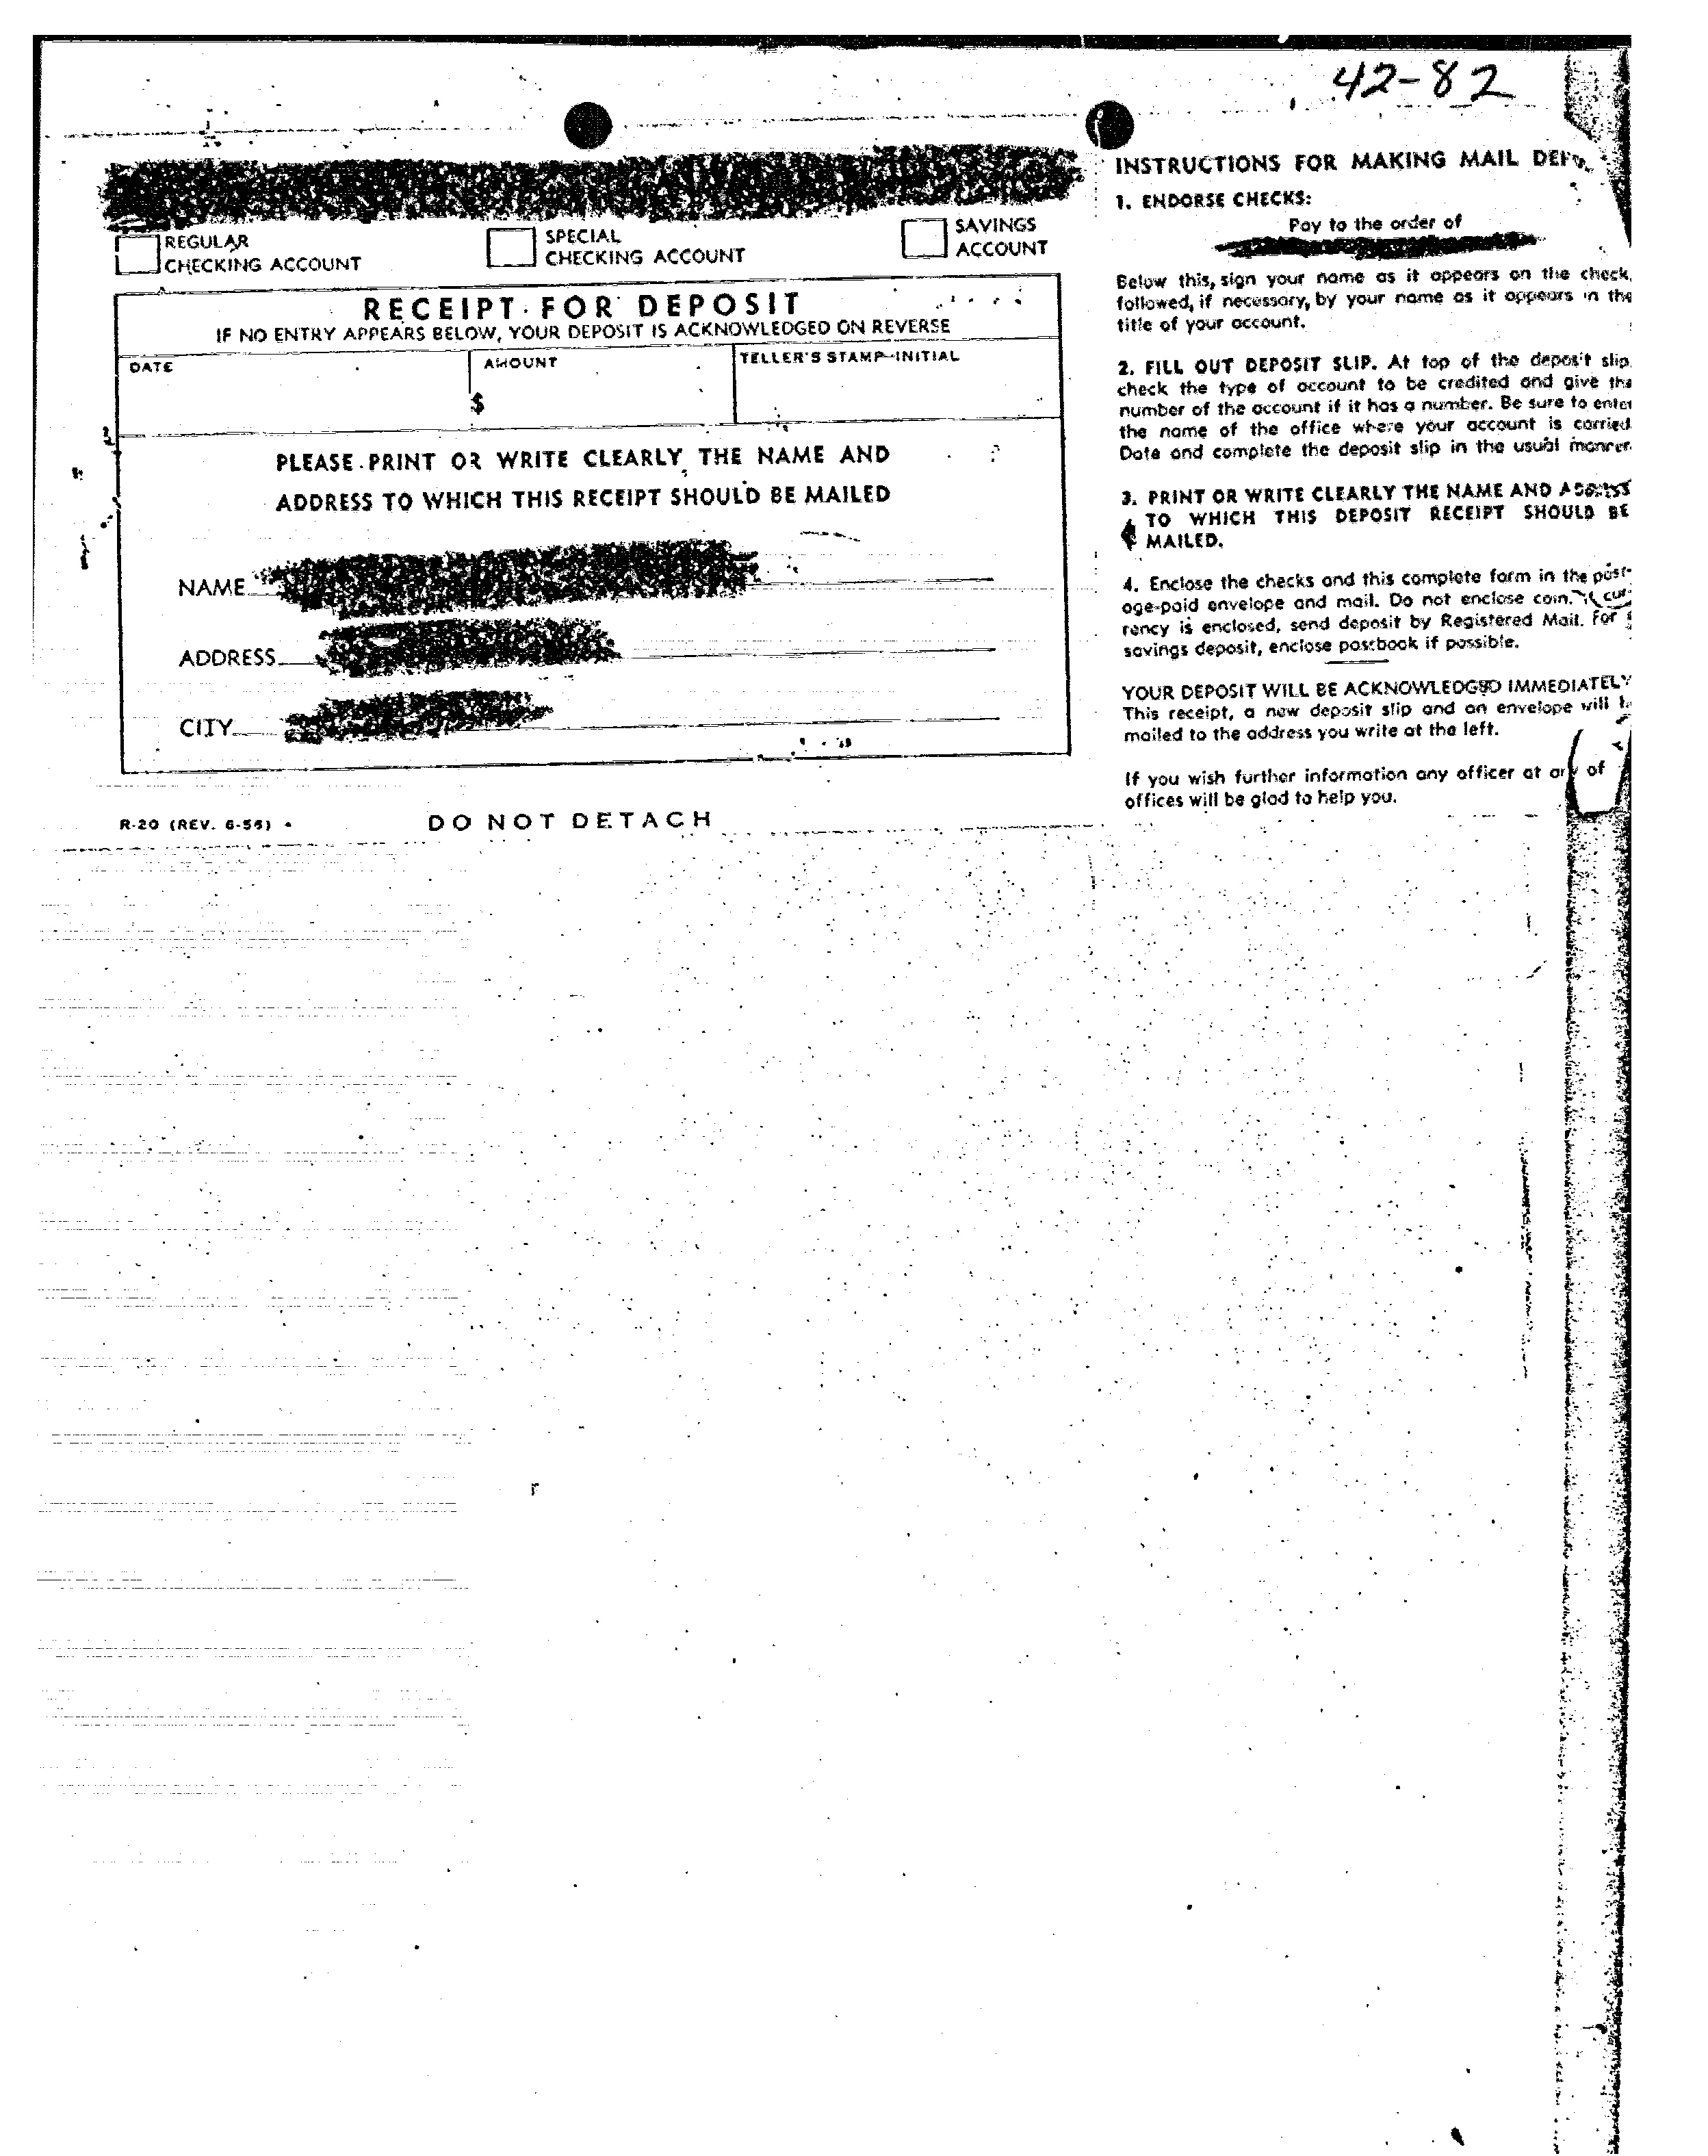 42-82
REGULAR
CHECKING ACCOUNT
SPECIAL
CHECKING ACCOUNT
SAVINGS
ACCOUNT
RECEIPT FOR DEPOSIT
IF NO ENTRY APPEARS BELOW, YOUR DEPOSIT IS ACKNOWLEDGED ON REVERSE
DATE
AMOUNT
$
TELLER'S STAMP-INITIAL
PLEASE PRINT OR WRITE CLEARLY THE NAME AND
ADDRESS TO WHICH THIS RECEIPT SHOULD BE MAILED
NAME
ADDRESS
CITY
R-20 (REV. 6-56)
DO NOT DETACH
INSTRUCTIONS FOR MAKING MAIL
1. ENDORSE CHECKS:
Pay to the order of
Below this, sign your name as it appears on the check,
followed, if necessary, by your name as it appears in the
title of your account.
2. FILL OUT DEPOSIT SLIP. At top of the deposit slip
check the type of account to be credited and give the
number of the account if it has a number. Be sure to enter
the name of the office where your account is carried.
Date and complete the deposit slip in the usual manner.
3. PRINT OR WRITE CLEARLY THE NAME AND ADDRESS
TO WHICH THIS DEPOSIT RECEIPT SHOULD BE
MAILED.
4. Enclose the checks and this complete form in the post-
age-paid envelope and mail. Do not enclose coin. If cur-
rency is enclosed, send deposit by Registered Mail. For
savings deposit, enclose passbook if possible.
YOUR DEPOSIT WILL BE ACKNOWLEDGED IMMEDIATELY
This receipt, a new deposit slip and an envelope will
mailed to the address you write at the left.
If you wish further information any officer at any of
offices will be glad to help you.